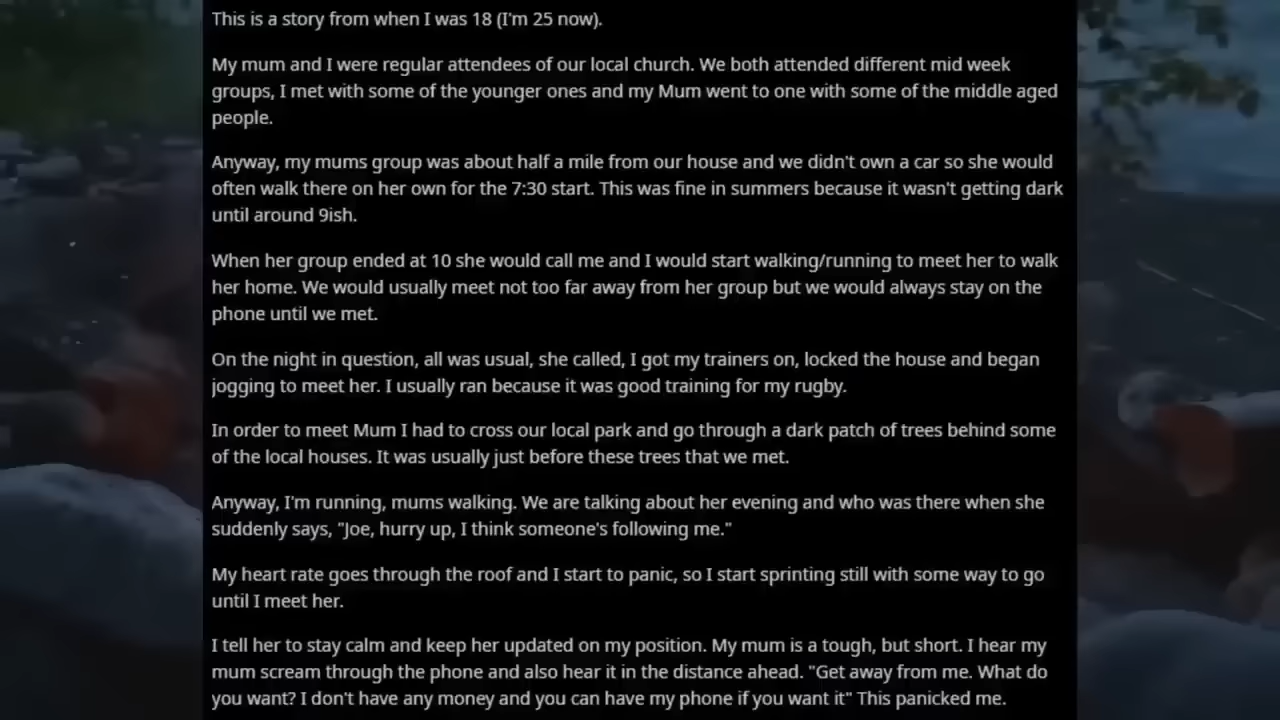 This is a story from when I was 18 (I'm 25 now).
My mum and I were regular attendees of our local church. We both attended different mid week
groups, I met with some of the younger ones and my Mum went to one with some of the middle aged
people.
Anyway, my mums group was about half a mile from our house and we didn't own a car so she would
often walk there on her own for the 7:30 start. This was fine in summers because it wasn't getting dark
until around 9ish.
When her group ended at 10 she would call me and I would start walking/running to meet her to walk
her home. We would usually meet not too far away from her group but we would always stay on the
phone until we met.
On the night in question, all was usual, she called, I got my trainers on, locked the house and began
jogging to meet her. I usually ran because it was good training for my rugby.
In order to meet Mum I had to cross our local park and go through a dark patch of trees behind some
of the local houses. It was usually just before these trees that we met.
Anyway, I'm running, mums walking. We are talking about her evening and who was there when she
suddenly says, "Joe, hurry up, I think someone's following me."
My heart rate goes through the roof and I start to panic, so I start sprinting still with some way to go
until I meet her.
I tell her to stay calm and keep her updated on my position. My mum is a tough, but short. I hear my
mum scream through the phone and also hear it in the distance ahead. "Get away from me. What do
you want? I don't have any money and you can have my phone if you want it" This panicked me.